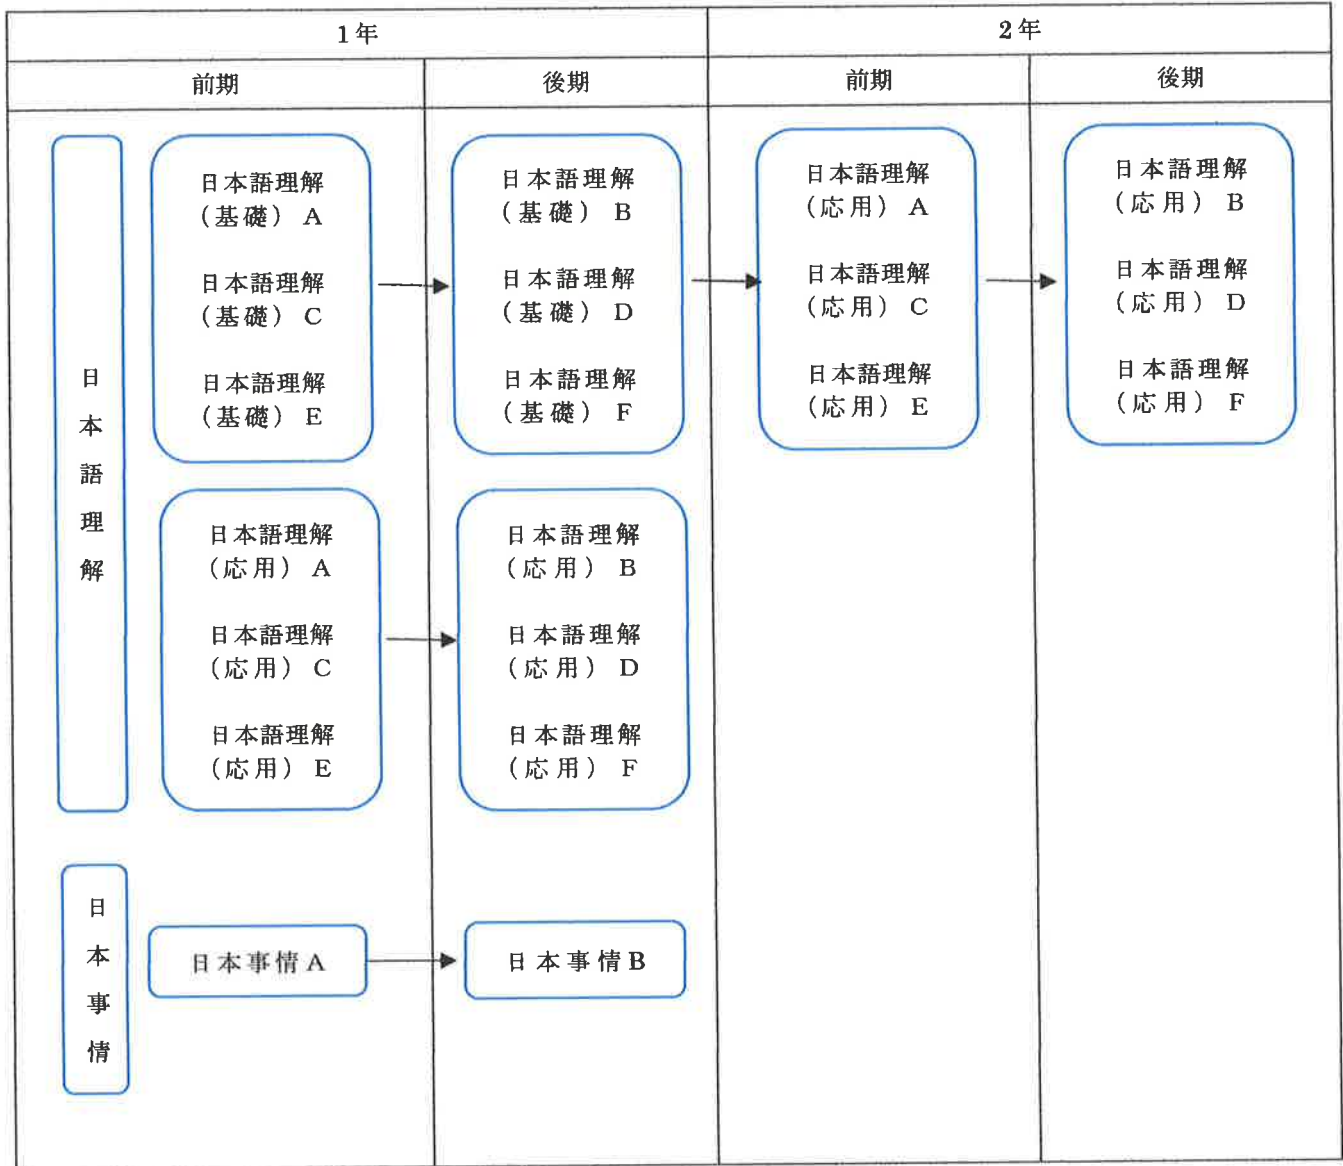 1年
2年
前期
後期
前期
後期
日本語理解
日本語理解
(基礎) A
日本語理解
(基礎) C
日本語理解
(基礎) E
日本語理解
(基礎) B
日本語理解
(基礎) D
日本語理解
(基礎) F
日本語理解
(応用) A
日本語理解
(応用) C
日本語理解
(応用) E
日本語理解
(応用) B
日本語理解
(応用) D
日本語理解
(応用) F
日本語理解
(応用) A
日本語理解
(応用) C
日本語理解
(応用) E
日本語理解
(応用) B
日本語理解
(応用) D
日本語理解
(応用) F
日本事情
日本事情A
日本事情B